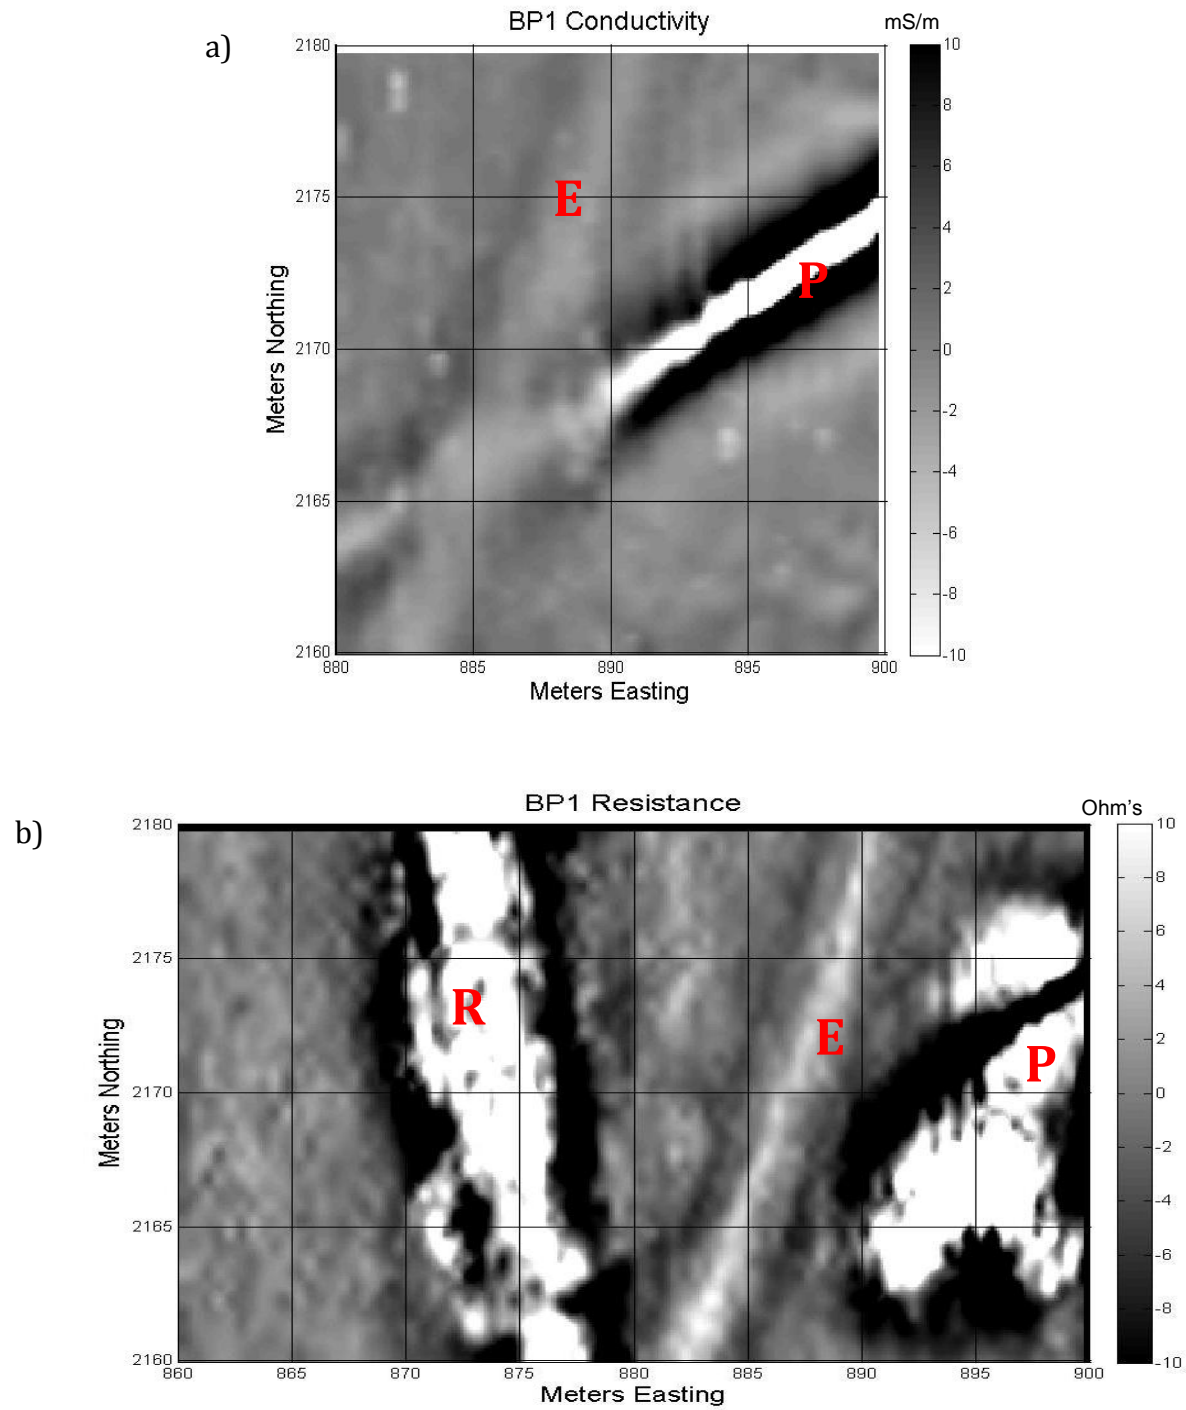 a)
BP1 Conductivity
mS/m
2180
2175
2170
2165
2160
Meters Northing
E
P
880 885 890 895 900
Meters Easting
10
8
6
4
2
0
-2
-4
-6
-8
-10
b)
BP1 Resistance
Ohm's
2180
2175
2170
2165
2160
Meters Northing
R
E
P
860 865 870 875 880 885 890 895 900
Meters Easting
10
8
6
4
2
0
-2
-4
-6
-8
-10